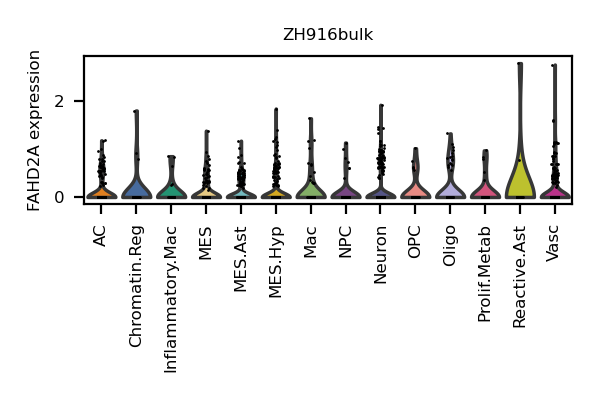 ZH916bulk
FAHD2A expression
2
0
AC
Chromatin.Reg
Inflammatory.Mac
MES
MES.Ast
MES.Hyp
Mac
NPC
Neuron
OPC
Oligo
Prolif.Metab
Reactive.Ast
Vasc